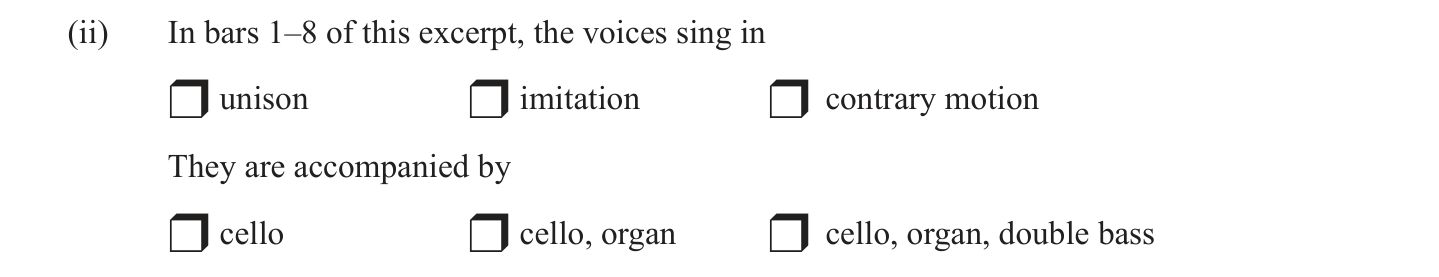 (ii) In bars 1–8 of this excerpt, the voices sing in
unison imitation contrary motion
They are accompanied by
cello cello, organ cello, organ, double bass